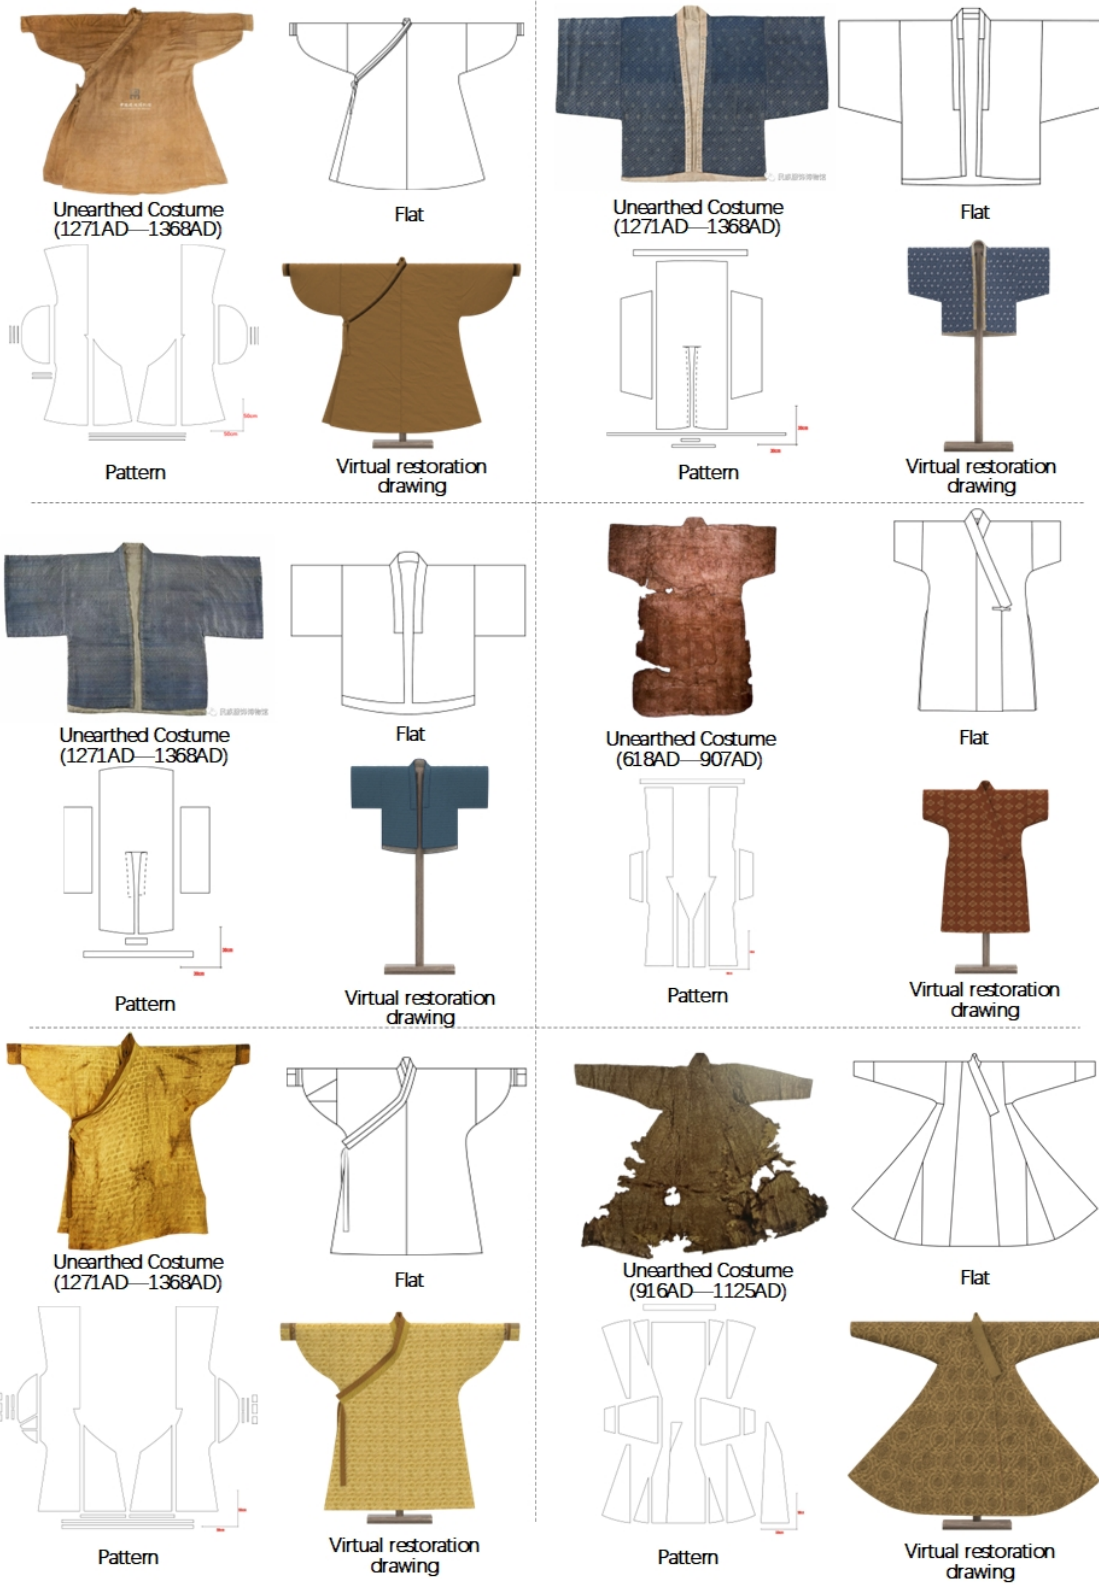 Unearthed Costume
(1271AD—1368AD)
Flat
Pattern
Virtual restoration
drawing
Unearthed Costume
(1271AD—1368AD)
Flat
Pattern
Virtual restoration
drawing
Unearthed Costume
(1271AD—1368AD)
Flat
Pattern
Virtual restoration
drawing
Unearthed Costume
(618AD—907AD)
Flat
Pattern
Virtual restoration
drawing
Unearthed Costume
(1271AD—1368AD)
Flat
Pattern
Virtual restoration
drawing
Unearthed Costume
(916AD—1125AD)
Flat
Pattern
Virtual restoration
drawing